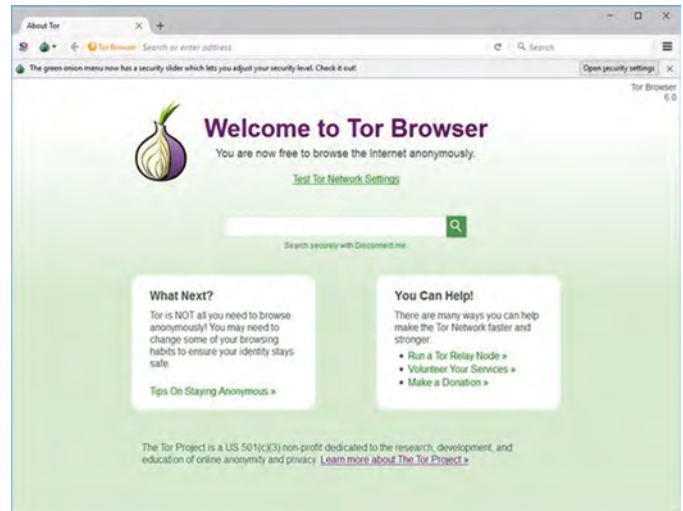 About Tor
Tor Browser Search or enter address
Search
The green onion menu now has a security slider which lets you adjust your security level. Check it out!
Open security settings
Tor Browser
6.0
Welcome to Tor Browser
You are now free to browse the Internet anonymously.
Test Tor Network Settings
Search securely with Disconnect.me.
What Next?
Tor is NOT all you need to browse
anonymously! You may need to
change some of your browsing
habits to ensure your identity stays
safe.
Tips On Staying Anonymous »
You Can Help!
There are many ways you can help
make the Tor Network faster and
stronger:
• Run a Tor Relay Node »
• Volunteer Your Services »
• Make a Donation »
The Tor Project is a US 501(c)(3) non-profit dedicated to the research, development, and
education of online anonymity and privacy. Learn more about The Tor Project »